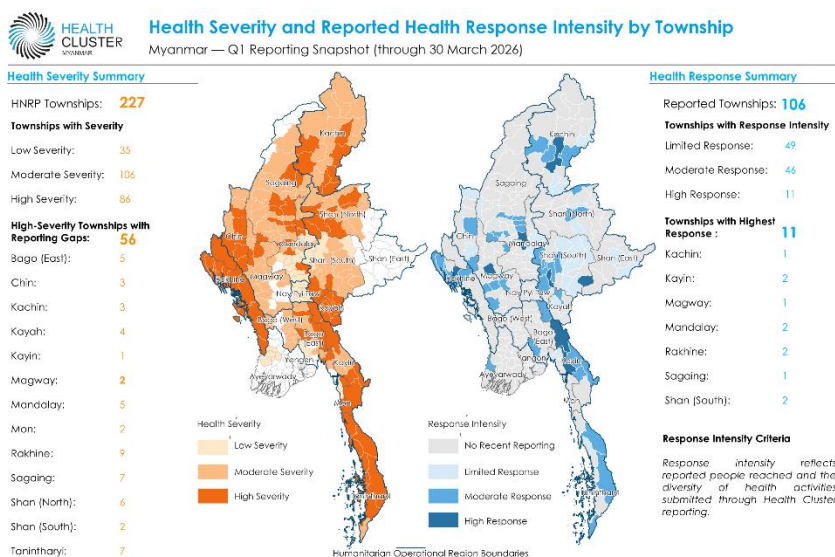 HEALTH
CLUSTER
MYANMAR
Health Severity and Reported Health Response Intensity by Township
Myanmar — Q1 Reporting Snapshot (through 30 March 2026)
Health Severity Summary
HNRP Townships: 227
Townships with Severity
Low Severity: 35
Moderate Severity: 106
High Severity: 86
High-Severity Townships with
Reporting Gaps: 56
Bago (East): 5
Chin: 3
Kachin: 3
Kayah: 4
Kayin: 1
Magway: 2
Mandalay: 5
Mon: 2
Rakhine: 9
Sagaing: 7
Shan (North): 6
Shan (South): 2
Tanintharyi: 7
Kachin
Sagaing
Shan (North)
Chin
Mandalay
Shan (South)
Shan (East)
Magway
Rakhine
Nay Pyi Taw
Kayah
Bago (West)
Bago
(East)
Yangon
Kayin
Ayeyarwady
Mon
Tanintharyi
Health Severity
Low Severity
Moderate Severity
High Severity
Kachin
Sagaing
Shan (North)
Chin
Mandalay
Shan (South)
Shan (East)
Magway
Rakhine
Nay Pyi Taw
Kayah
Bago (West)
Bago
(East)
Yangon
Kayin
Ayeyarwady
Mon
Tanintharyi
Response Intensity
No Recent Reporting
Limited Response
Moderate Response
High Response
Humanitarian Operational Region Boundaries
Health Response Summary
Reported Townships: 106
Townships with Response Intensity
Limited Response: 49
Moderate Response: 46
High Response: 11
Townships with Highest
Response : 11
Kachin: 1
Kayin: 2
Magway: 1
Mandalay: 2
Rakhine: 2
Sagaing: 1
Shan (South): 2
Response Intensity Criteria
Response intensity reflects
reported people reached and the
diversity of health activities
submitted through Health Cluster
reporting.